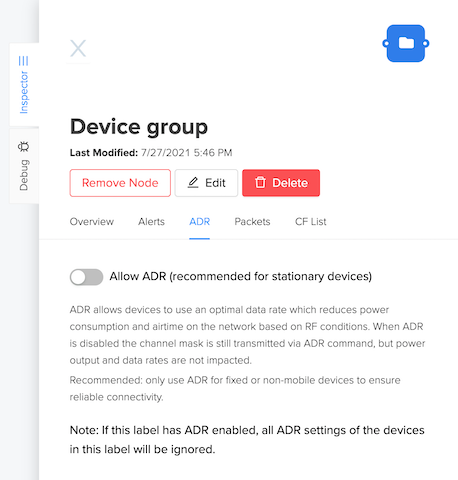 X
Inspector
Debug
Device group
Last Modified: 7/27/2021 5:46 PM
Remove Node Edit Delete
Overview Alerts ADR Packets CF List
Allow ADR (recommended for stationary devices)
ADR allows devices to use an optimal data rate which reduces power
consumption and airtime on the network based on RF conditions. When ADR
is disabled the channel mask is still transmitted via ADR command, but power
output and data rates are not impacted.
Recommended: only use ADR for fixed or non-mobile devices to ensure
reliable connectivity.
Note: If this label has ADR enabled, all ADR settings of the devices
in this label will be ignored.